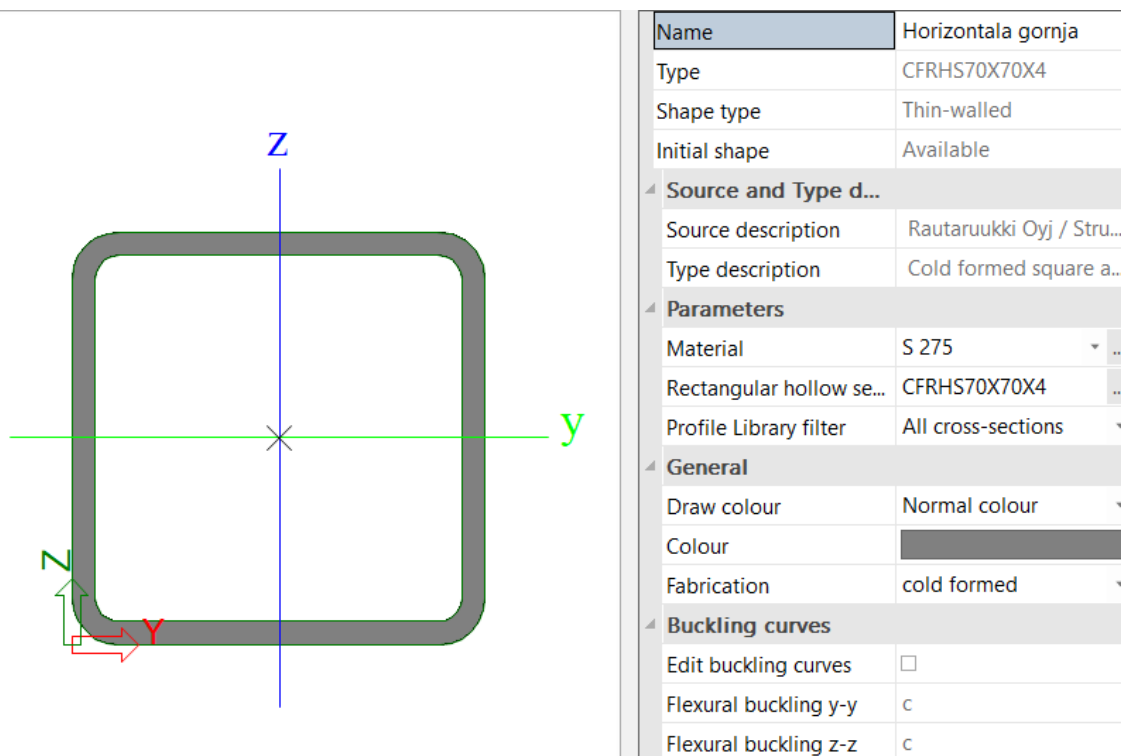 z
y
Z
Y
Name Horizontala gornja
Type CFRHS70X70X4
Shape type Thin-walled
Initial shape Available
Source and Type d...
Source description Rautaruukki Oyj / Stru...
Type description Cold formed square a...
Parameters
Material S 275 ..
Rectangular hollow se... CFRHS70X70X4 ..
Profile Library filter All cross-sections
General
Draw colour Normal colour
Colour
Fabrication cold formed
Buckling curves
Edit buckling curves
Flexural buckling y-y c
Flexural buckling z-z c